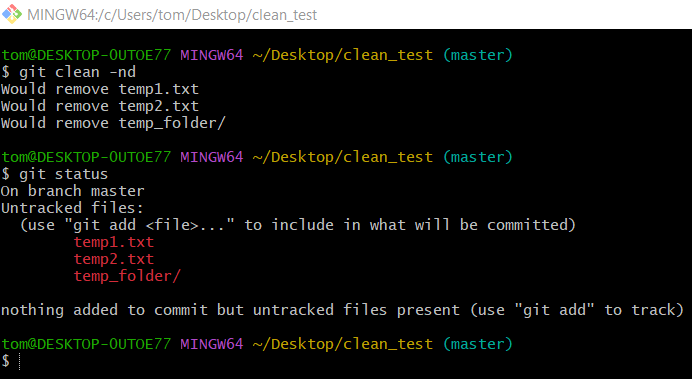 MINGW64:/c/Users/tom/Desktop/clean_test
tom@DESKTOP-OUTOE77 MINGW64 ~/Desktop/clean_test (master)
$ git clean -nd
Would remove temp1.txt
Would remove temp2.txt
Would remove temp_folder/
tom@DESKTOP-OUTOE77 MINGW64 ~/Desktop/clean_test (master)
$ git status
On branch master
Untracked files:
  (use "git add <file>..." to include in what will be committed)
        temp1.txt
        temp2.txt
        temp_folder/
nothing added to commit but untracked files present (use "git add" to track)
tom@DESKTOP-OUTOE77 MINGW64 ~/Desktop/clean_test (master)
$